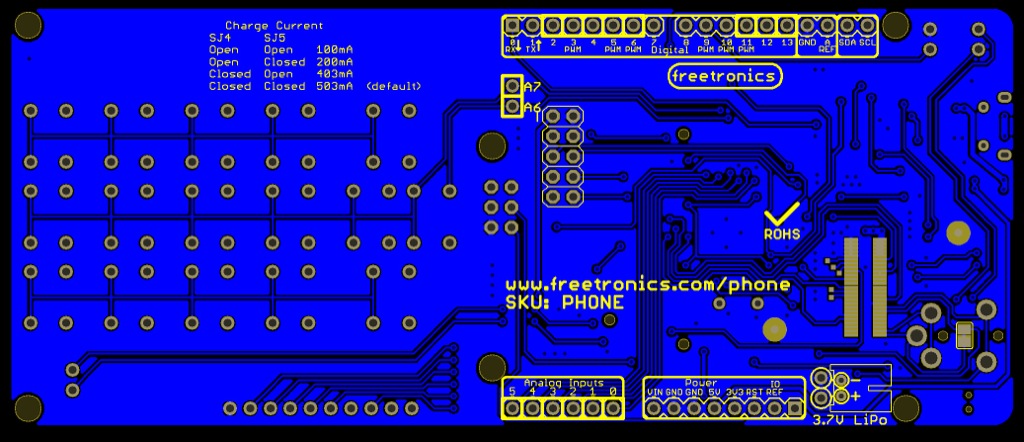 Charge Current
SJ4 SJ5
Open Open 100mA
Open Closed 200mA
Closed Open 403mA
Closed Closed 503mA (default)
0 1 2 3 4 5 6 7 8 9 10 11 12 13 GND A REF SDA SCL
RX TX PWM PWM PWM Digital PWM PWM PWM
freetronics
A7
A6
1
ROHS
www.freetronics.com/phone
SKU: PHONE
Analog Inputs
5 4 3 2 1 0
Power IO
VIN GND GND 5V 3V3 RST REF
−
+
3.7V LiPo